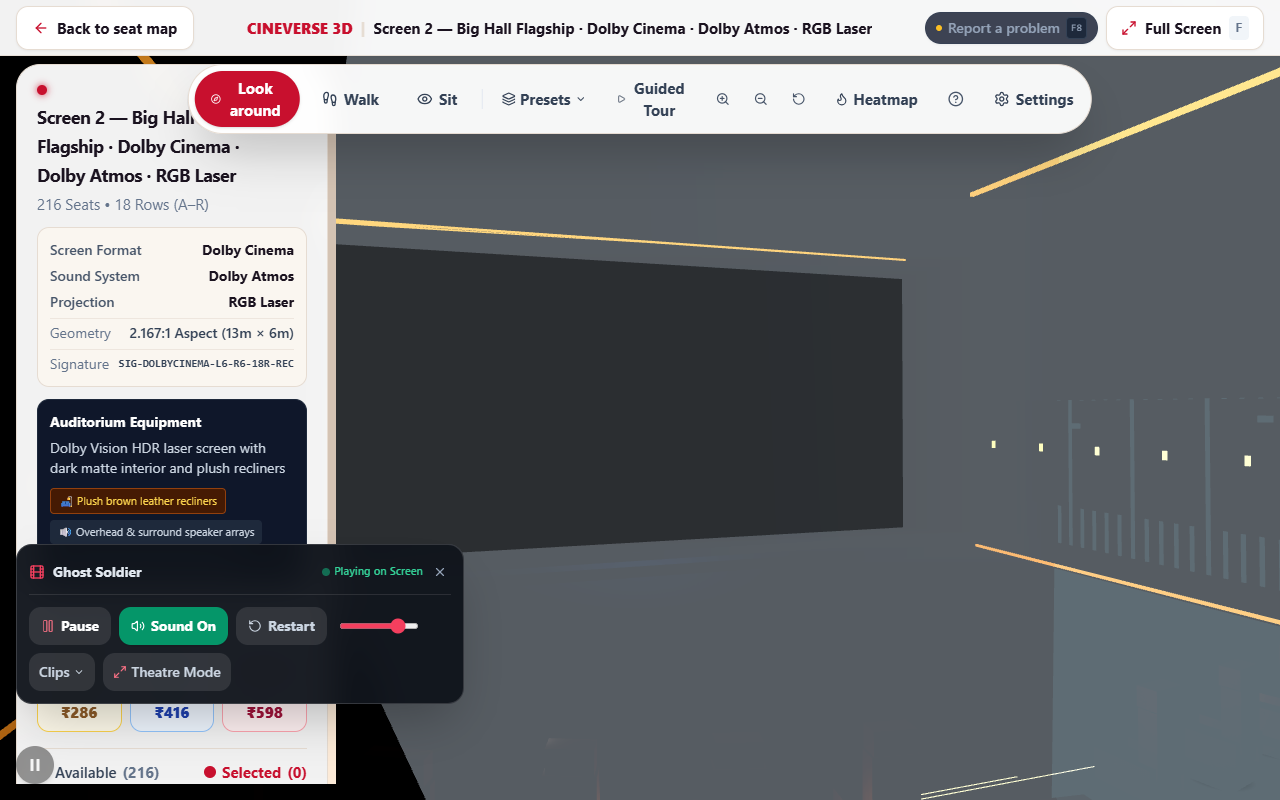 Back to seat map
CINEVERSE 3D | Screen 2 — Big Hall Flagship · Dolby Cinema · Dolby Atmos · RGB Laser
Report a problem F8
Full Screen F
Look around
Walk
Sit
Presets
Guided Tour
Heatmap
Settings
Screen 2 — Big Hall
Flagship · Dolby Cinema ·
Dolby Atmos · RGB Laser
216 Seats • 18 Rows (A–R)
Screen Format Dolby Cinema
Sound System Dolby Atmos
Projection RGB Laser
Geometry 2.167:1 Aspect (13m × 6m)
Signature SIG-DOLBYCINEMA-L6-R6-18R-REC
Auditorium Equipment
Dolby Vision HDR laser screen with
dark matte interior and plush recliners
Plush brown leather recliners
Overhead & surround speaker arrays
Ghost Soldier
Playing on Screen
Pause
Sound On
Restart
Clips
Theatre Mode
₹286 ₹416 ₹598
Available (216) Selected (0)